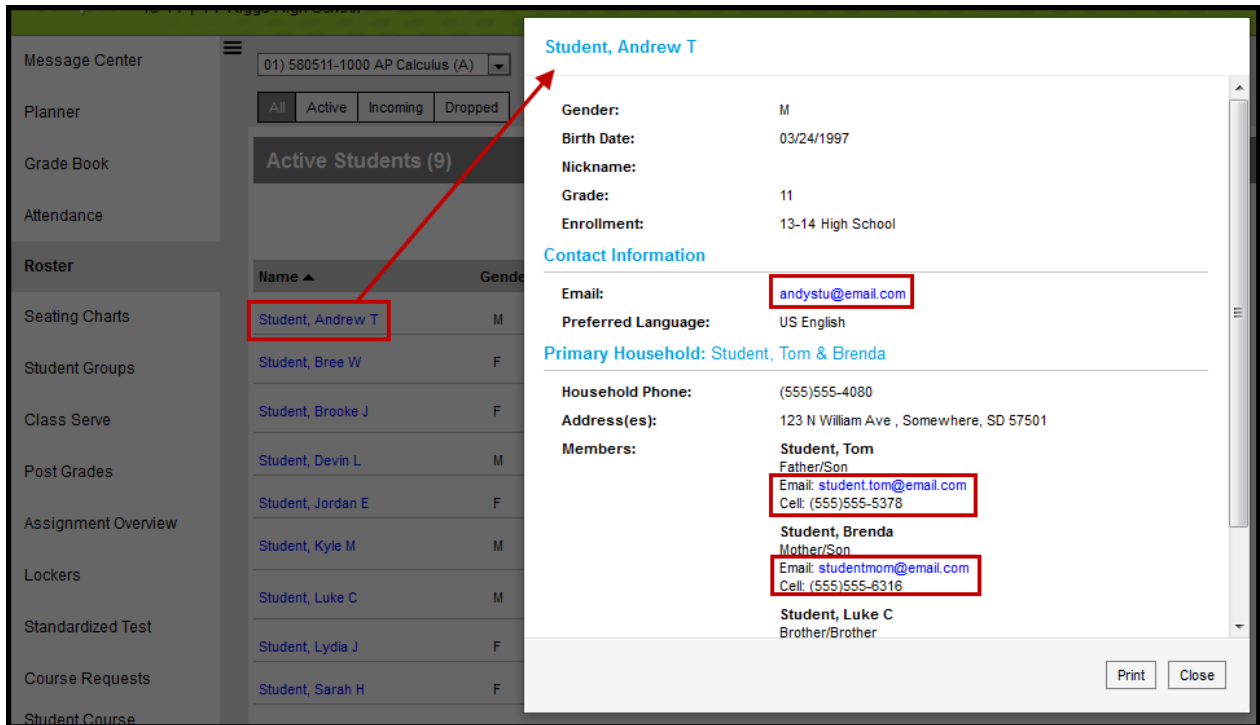 Message Center
Planner
Grade Book
Attendance
Roster
Seating Charts
Student Groups
Class Serve
Post Grades
Assignment Overview
Lockers
Standardized Test
Course Requests
Student Course
01) 580511-1000 AP Calculus (A)
All Active Incoming Dropped
Active Students (9)
Name Gende
Student, Andrew T M
Student, Bree W F
Student, Brooke J F
Student, Devin L M
Student, Jordan E F
Student, Kyle M M
Student, Luke C M
Student, Lydia J F
Student, Sarah H F
Student, Andrew T
Gender: M
Birth Date: 03/24/1997
Nickname:
Grade: 11
Enrollment: 13-14 High School
Contact Information
Email: andystu@email.com
Preferred Language: US English
Primary Household: Student, Tom & Brenda
Household Phone: (555)555-4080
Address(es): 123 N William Ave , Somewhere, SD 57501
Members: Student, Tom
Father/Son
Email: student.tom@email.com
Cell: (555)555-5378
Student, Brenda
Mother/Son
Email: studentmom@email.com
Cell: (555)555-6316
Student, Luke C
Brother/Brother
Print Close